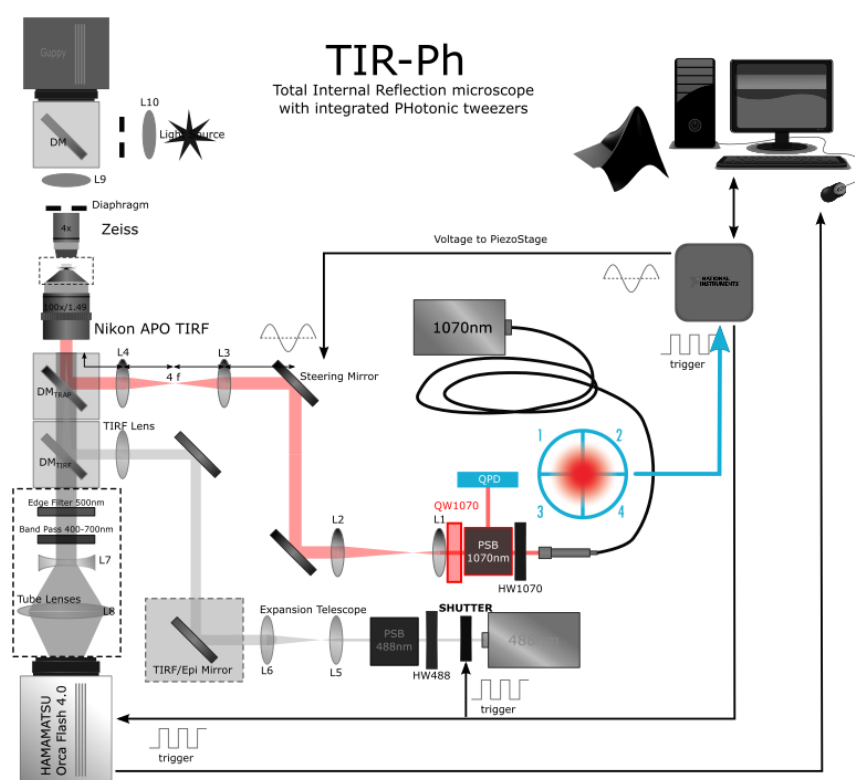 Guppy
TIR-Ph
Total Internal Reflection microscope
with integrated PHotonic tweezers
L10
Light Source
DM
L9
Diaphragm
4x
Zeiss
100x/1.49
Nikon APO TIRF
Voltage to PiezoStage
NATIONAL
INSTRUMENTS
trigger
1070nm
L4
L3
4 f
Steering Mirror
DMTRAP
TIRF Lens
DMTIRF
1
2
3
4
QPD
QW1070
L1
L2
PSB
1070nm
HW1070
Edge Filter 500nm
Band Pass 400-700nm
L7
Tube Lenses
L8
Expansion Telescope
SHUTTER
PSB
488nm
488nm
TIRF/Epi Mirror
L6
L5
HW488
trigger
HAMAMATSU
Orca Flash 4.0
trigger